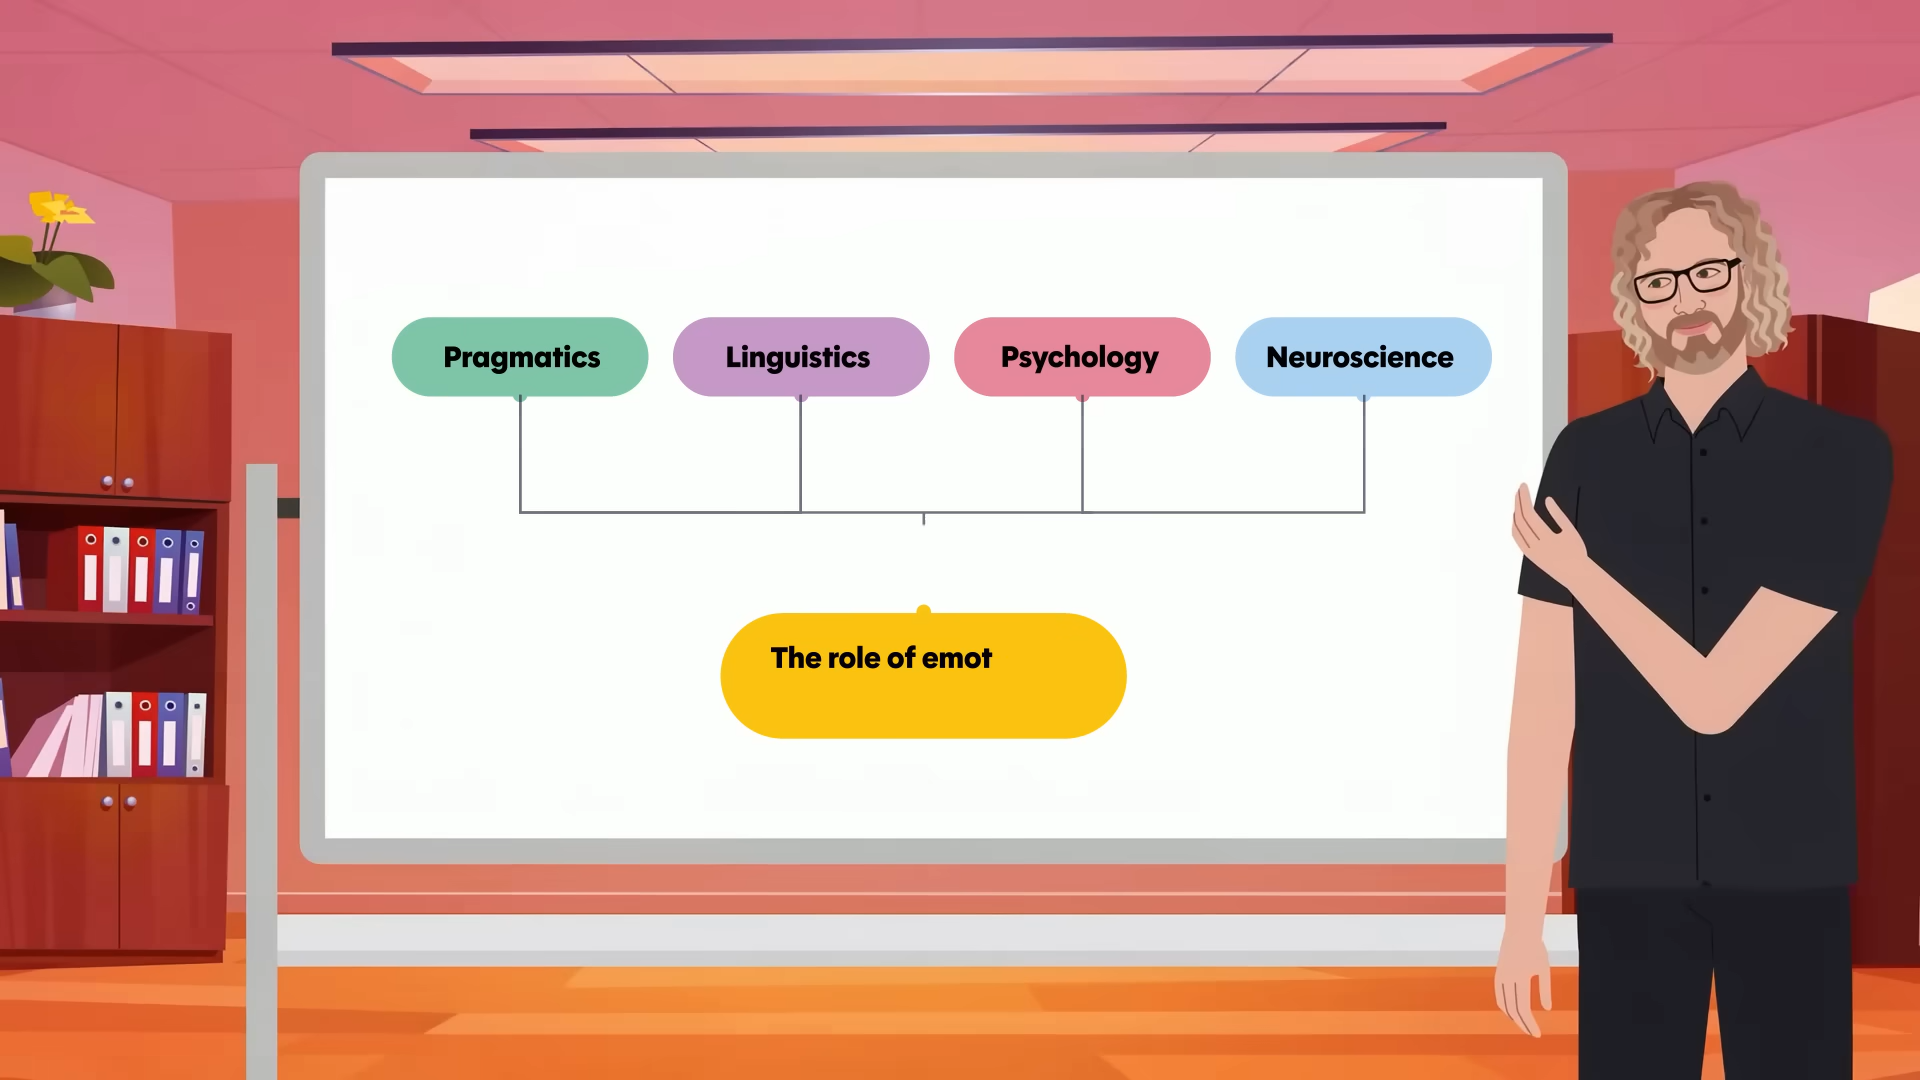 Pragmatics
Linguistics
Psychology
Neuroscience
The role of emot